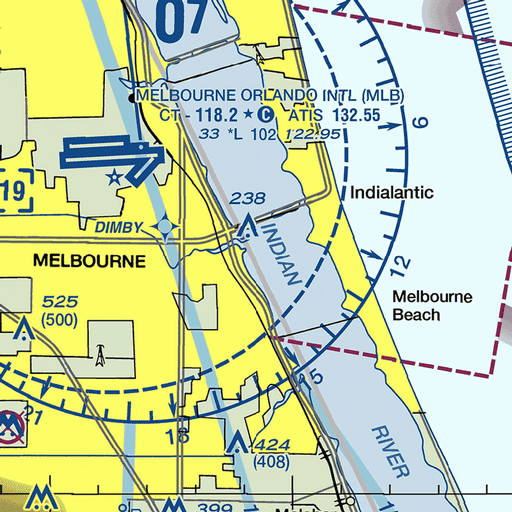 07
MELBOURNE ORLANDO INTL (MLB)
CT - 118.2 ★ C ATIS 132.55
33 *L 102 122.95
6
19
Indialantic
238
DIMBY
INDIAN
MELBOURNE
12
525
(500)
Melbourne
Beach
15
21
18
424
(408)
RIVER
399